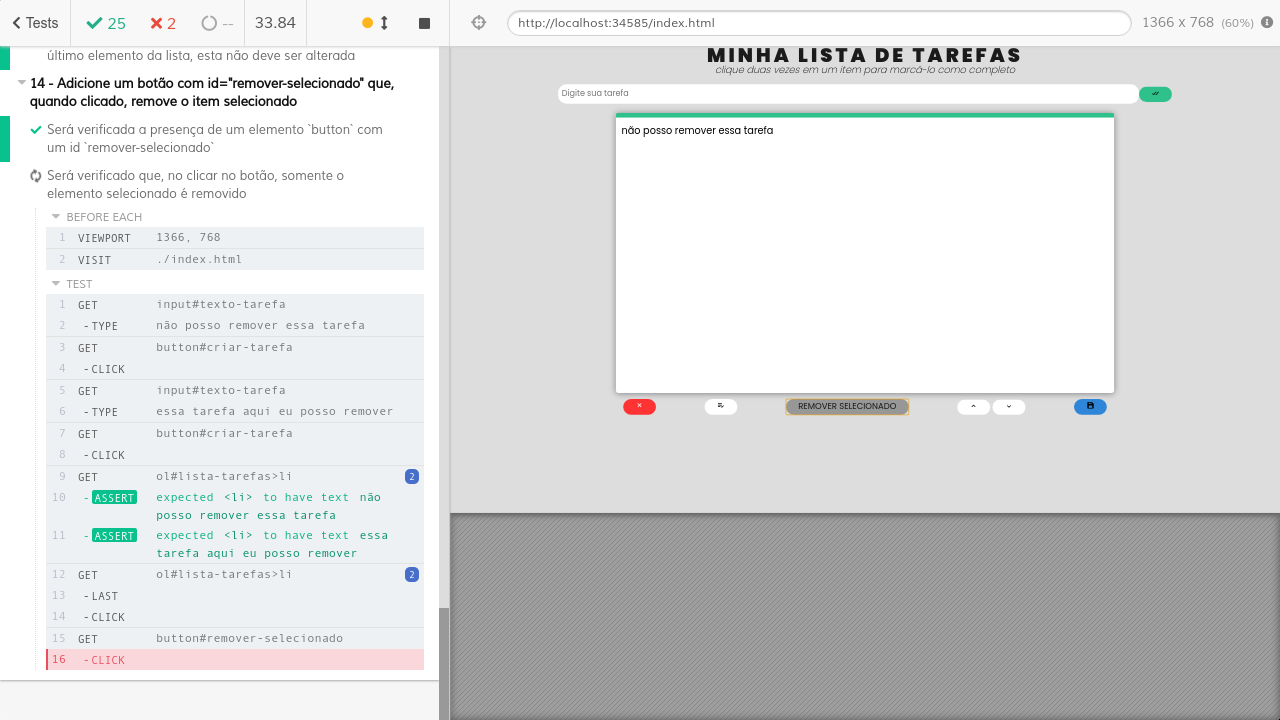 Tests
25
2
--
33.84
http://localhost:34585/index.html
1366 x 768 (60%)
último elemento da lista, esta não deve ser alterada
14 - Adicione um botão com id="remover-selecionado" que,
quando clicado, remove o item selecionado
Será verificada a presença de um elemento `button` com
um id `remover-selecionado`
Será verificado que, no clicar no botão, somente o
elemento selecionado é removido
BEFORE EACH
1 VIEWPORT 1366, 768
2 VISIT ./index.html
TEST
1 GET input#texto-tarefa
2 -TYPE não posso remover essa tarefa
3 GET button#criar-tarefa
4 -CLICK
5 GET input#texto-tarefa
6 -TYPE essa tarefa aqui eu posso remover
7 GET button#criar-tarefa
8 -CLICK
9 GET ol#lista-tarefas>li 2
10 -ASSERT expected <li> to have text não
posso remover essa tarefa
11 -ASSERT expected <li> to have text essa
tarefa aqui eu posso remover
12 GET ol#lista-tarefas>li 2
13 -LAST
14 -CLICK
15 GET button#remover-selecionado
16 -CLICK
MINHA LISTA DE TAREFAS
clique duas vezes em um item para marcá-lo como completo
Digite sua tarefa
não posso remover essa tarefa
REMOVER SELECIONADO